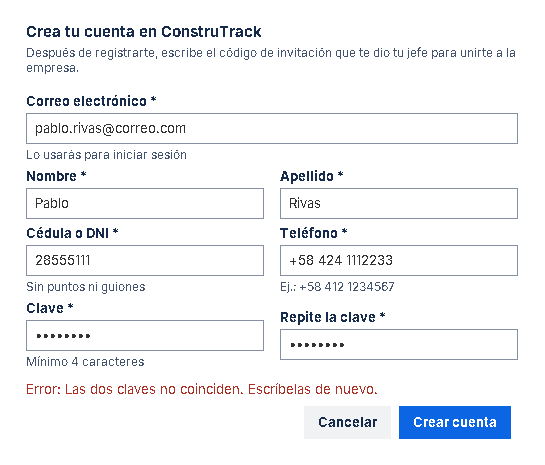 Crea tu cuenta en ConstruTrack
Después de registrarte, escribe el código de invitación que te dio tu jefe para unirte a la
empresa.
Correo electrónico *
pablo.rivas@correo.com
Lo usarás para iniciar sesión
Nombre * Apellido *
Pablo Rivas
Cédula o DNI * Teléfono *
28555111 +58 424 1112233
Sin puntos ni guiones Ej.: +58 412 1234567
Clave * Repite la clave *
•••••••• ••••••••
Mínimo 4 caracteres
Error: Las dos claves no coinciden. Escríbelas de nuevo.
Cancelar Crear cuenta